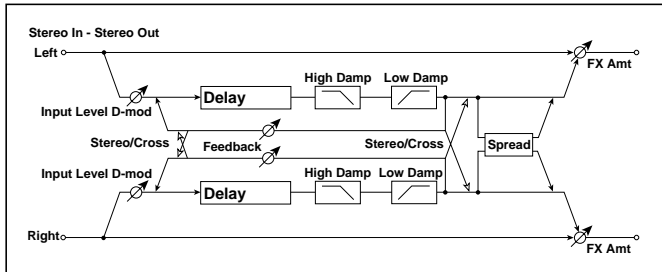 Stereo In - Stereo Out
Left
FX Amt
High Damp Low Damp
Delay
Input Level D-mod
Stereo/Cross Feedback Stereo/Cross
Spread
Input Level D-mod
High Damp Low Damp
Delay
Right
FX Amt